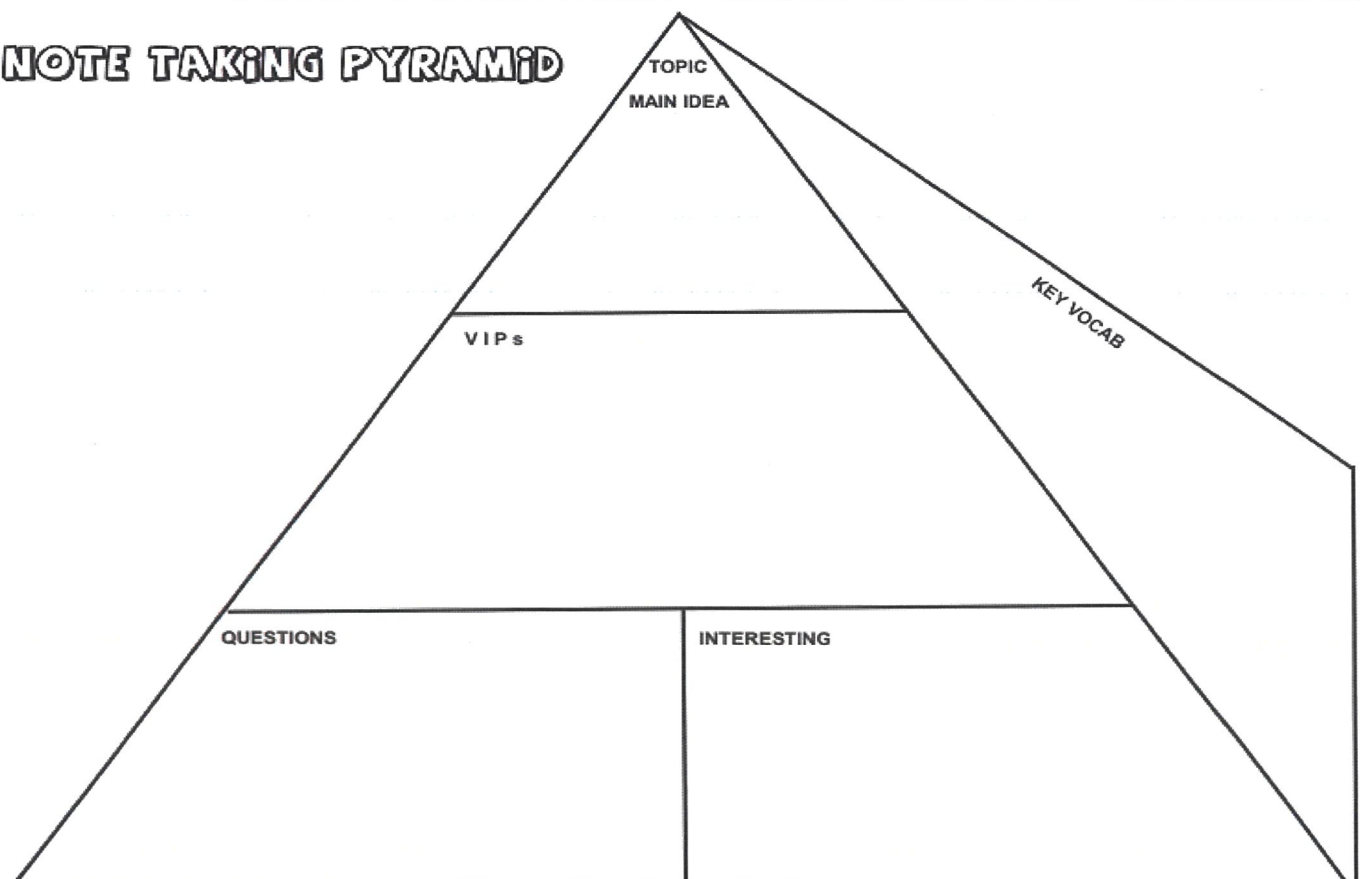 NOTE TAKiNG PYRAMiD
TOPIC
MAIN IDEA
KEY VOCAB
V I P s
QUESTIONS
INTERESTING